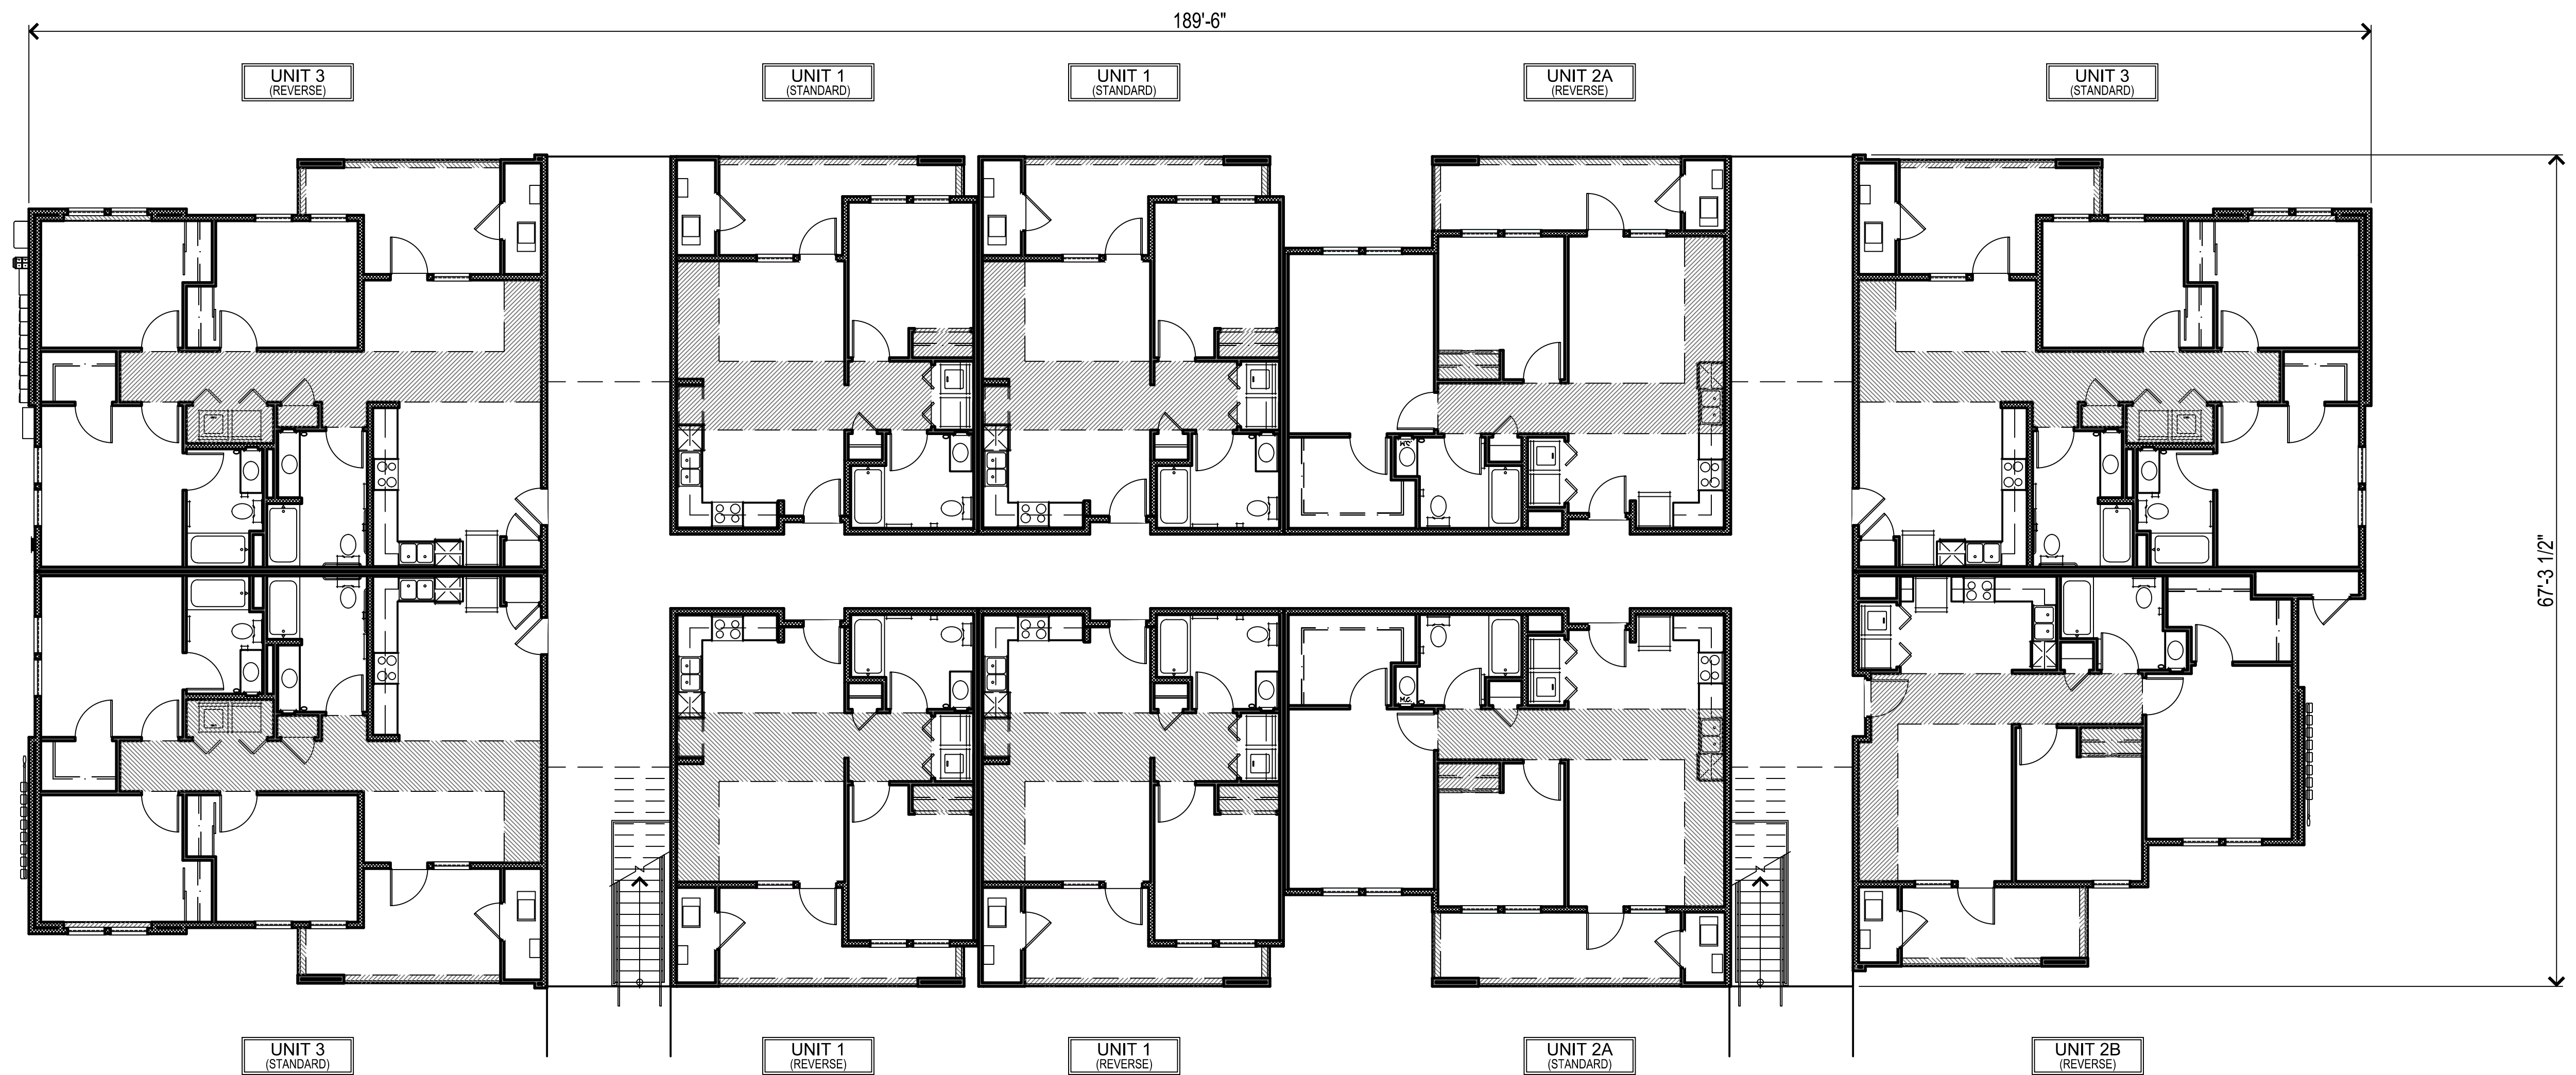 189'-6"
UNIT 3
(REVERSE)
UNIT 1
(STANDARD)
UNIT 1
(STANDARD)
UNIT 2A
(REVERSE)
UNIT 3
(STANDARD)
67'-3 1/2"
UNIT 3
(STANDARD)
UNIT 1
(REVERSE)
UNIT 1
(REVERSE)
UNIT 2A
(STANDARD)
UNIT 2B
(REVERSE)